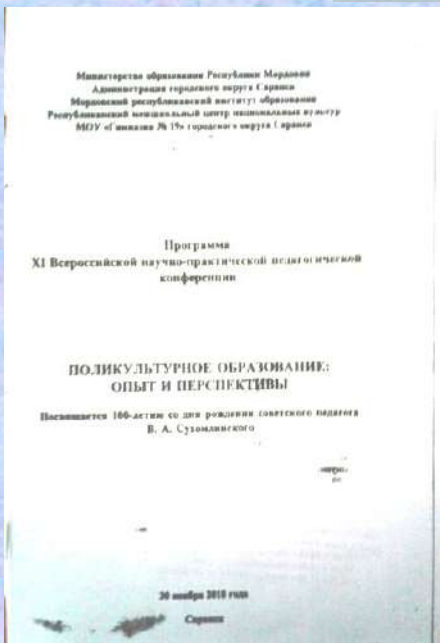 Министерство образования Республики Мордовия
Администрация городского округа Саранск
Мордовский республиканский институт образования
Республиканский межшкольный центр национальных культур
МОУ «Гимназия № 19» городского округа Саранск
Программа
XI Всероссийской научно-практической педагогической
конференции
ПОЛИКУЛЬТУРНОЕ ОБРАЗОВАНИЕ:
ОПЫТ И ПЕРСПЕКТИВЫ
Посвящается 100-летию со дня рождения советского педагога
В. А. Сухомлинского
20 ноября 2018 года
Саранск